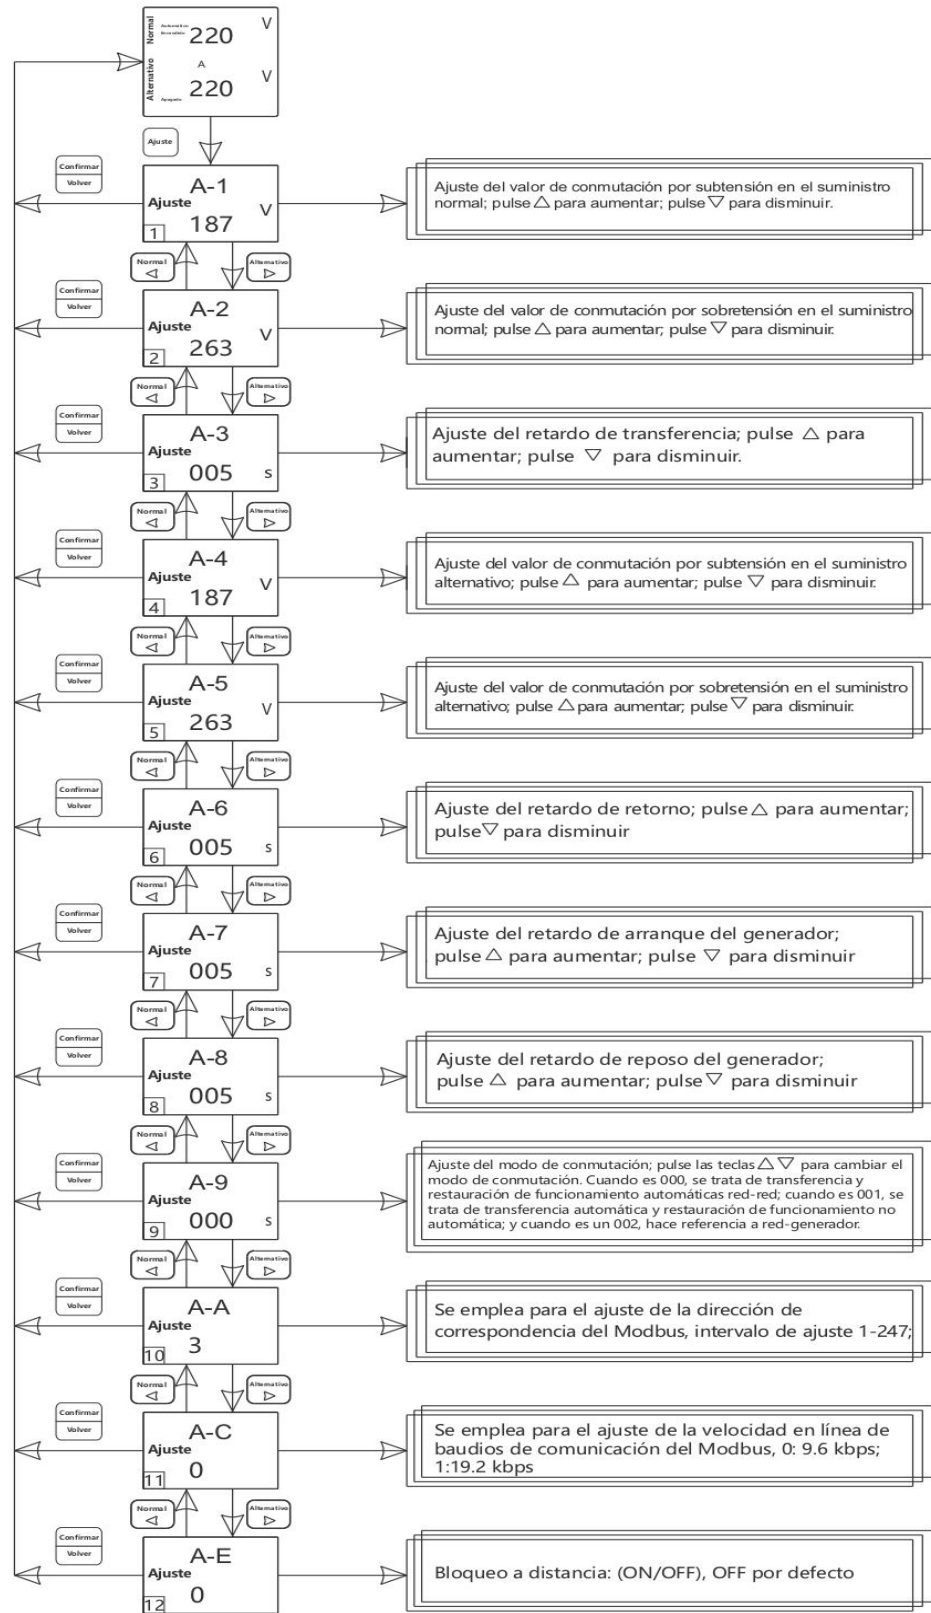 Normal
Automático
Encendido
220
V
A
Alternativo
220
V
Apagado
Ajuste
Confirmar
Volver
A-1
Ajuste
187
V
1
Ajuste del valor de conmutación por subtensión en el suministro
normal; pulse △ para aumentar; pulse ▽ para disminuir.
Normal
◁
Alternativo
▷
Confirmar
Volver
A-2
Ajuste
263
V
2
Ajuste del valor de conmutación por sobretensión en el suministro
normal; pulse △ para aumentar; pulse ▽ para disminuir.
Normal
◁
Alternativo
▷
Confirmar
Volver
A-3
Ajuste
005
s
3
Ajuste del retardo de transferencia; pulse △ para
aumentar; pulse ▽ para disminuir.
Normal
◁
Alternativo
▷
Confirmar
Volver
A-4
Ajuste
187
V
4
Ajuste del valor de conmutación por subtensión en el suministro
alternativo; pulse △ para aumentar; pulse ▽ para disminuir.
Normal
◁
Alternativo
▷
Confirmar
Volver
A-5
Ajuste
263
V
5
Ajuste del valor de conmutación por sobretensión en el suministro
alternativo; pulse △ para aumentar; pulse ▽ para disminuir.
Normal
◁
Alternativo
▷
Confirmar
Volver
A-6
Ajuste
005
s
6
Ajuste del retardo de retorno; pulse △ para aumentar;
pulse ▽ para disminuir
Normal
◁
Alternativo
▷
Confirmar
Volver
A-7
Ajuste
005
s
7
Ajuste del retardo de arranque del generador;
pulse △ para aumentar; pulse ▽ para disminuir
Normal
◁
Alternativo
▷
Confirmar
Volver
A-8
Ajuste
005
s
8
Ajuste del retardo de reposo del generador;
pulse △ para aumentar; pulse ▽ para disminuir
Normal
◁
Alternativo
▷
Confirmar
Volver
A-9
Ajuste
000
s
9
Ajuste del modo de conmutación; pulse las teclas △ ▽ para cambiar el
modo de conmutación. Cuando es 000, se trata de transferencia y
restauración de funcionamiento automáticas red-red; cuando es 001, se
trata de transferencia automática y restauración de funcionamiento no
automática; y cuando es un 002, hace referencia a red-generador.
Normal
◁
Alternativo
▷
Confirmar
Volver
A-A
Ajuste
3
10
Se emplea para el ajuste de la dirección de
correspondencia del Modbus, intervalo de ajuste 1-247;
Normal
◁
Alternativo
▷
Confirmar
Volver
A-C
Ajuste
0
11
Se emplea para el ajuste de la velocidad en línea de
baudios de comunicación del Modbus, 0: 9.6 kbps;
1:19.2 kbps
Normal
◁
Alternativo
▷
Confirmar
Volver
A-E
Ajuste
0
12
Bloqueo a distancia: (ON/OFF), OFF por defecto